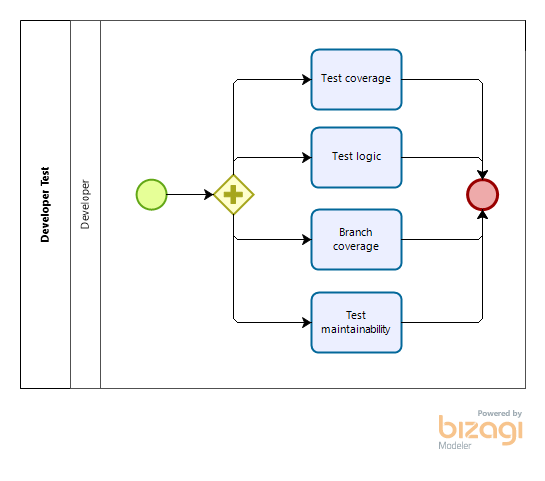 Developer Test
Developer
Test coverage
Test logic
Branch
coverage
Test
maintainability
Powered by
bizagi
Modeler